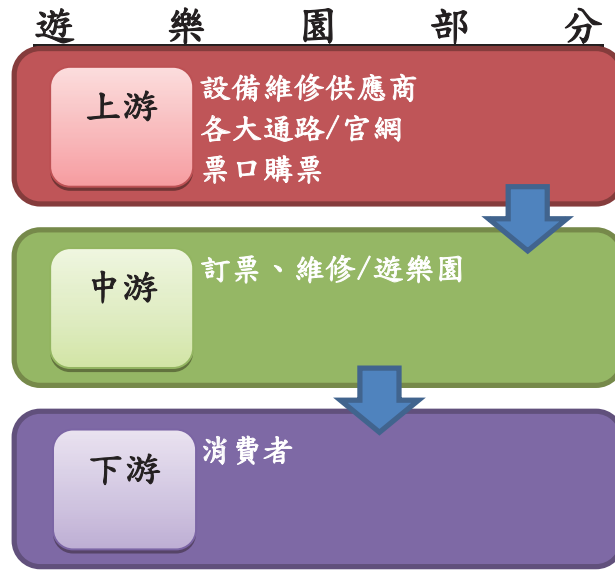 遊樂園部分
上游
設備維修供應商
各大通路/官網
票口購票
中游
訂票、維修/遊樂園
下游
消費者